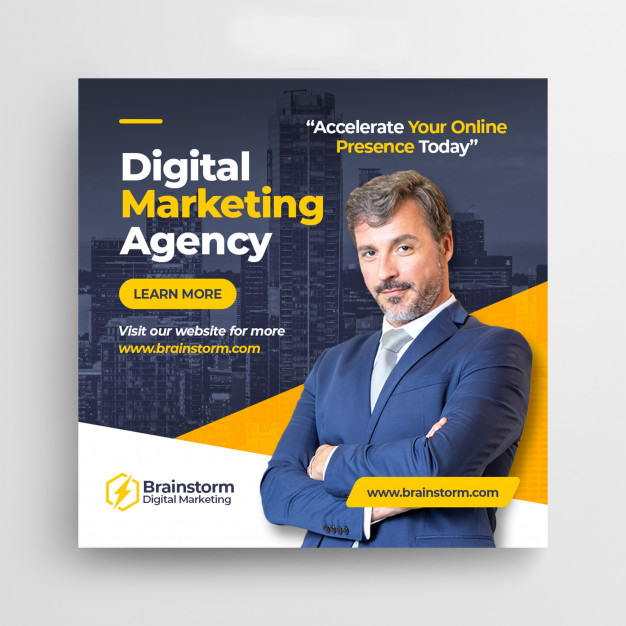 “Accelerate Your Online
Presence Today”
Digital
Marketing
Agency
LEARN MORE
Visit our website for more
www.brainstorm.com
Brainstorm
Digital Marketing
www.brainstorm.com